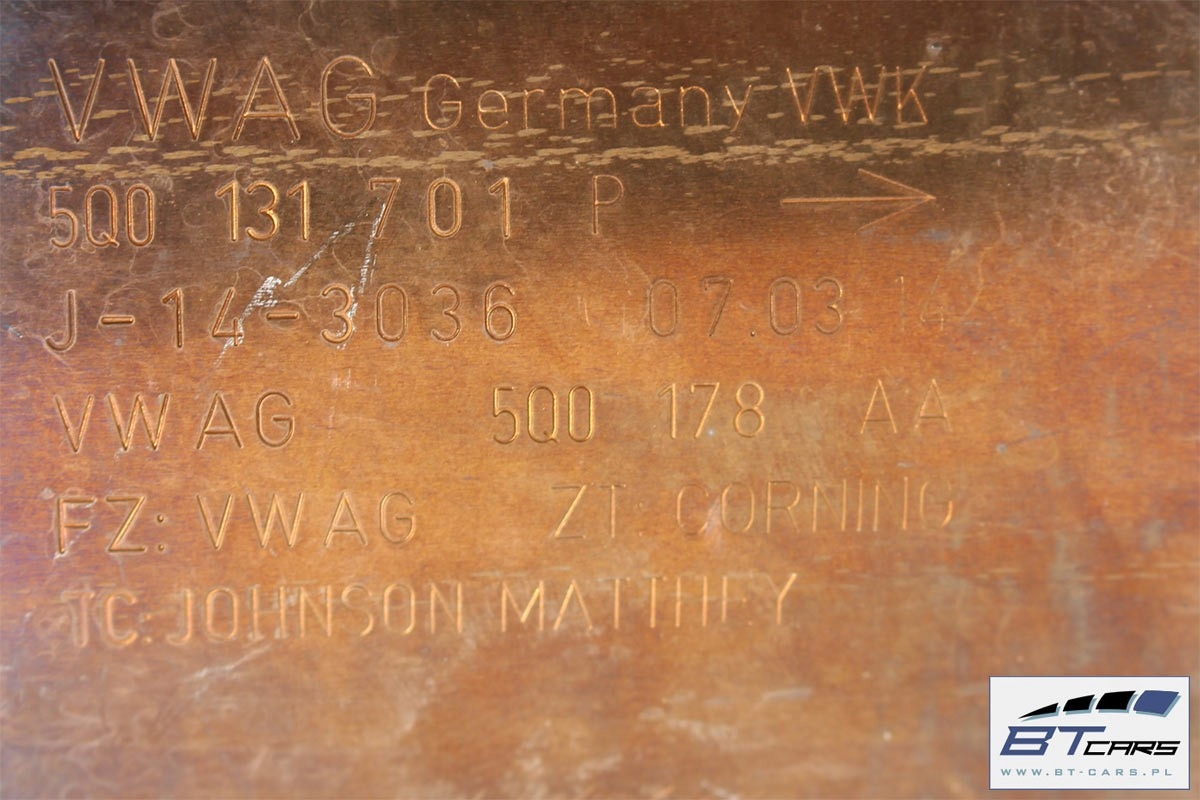 VWAG Germany VWK
5Q0 131 701 P →
J-14-3036 07.03.14
VWAG 5Q0 178 AA
FZ: VWAG ZT: CORNING
TC: JOHNSON MATTHEY
BT CARS
WWW.BT-CARS.PL